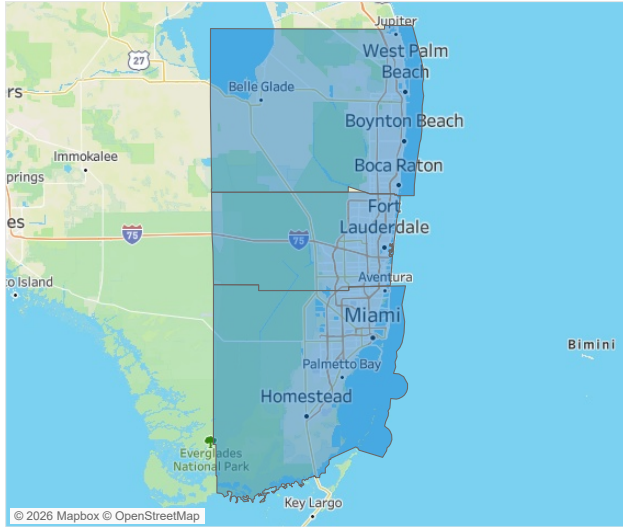 Jupiter
27
West Palm
Beach
Belle Glade
rs
Boynton Beach
Immokalee
Boca Raton
prings
Fort
Lauderdale
es
75
75
Aventura
to Island
Miami
Bimini
Palmetto Bay
Homestead
Everglades
National Park
Key Largo
© 2026 Mapbox © OpenStreetMap